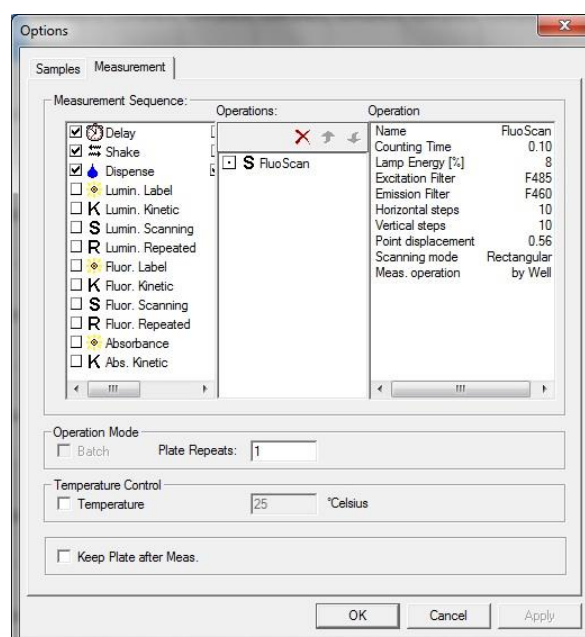 Options
Samples
Measurement
Measurement Sequence:
Operations:
Operation
Delay
Shake
Dispense
Lumin. Label
K Lumin. Kinetic
S Lumin. Scanning
R Lumin. Repeated
Fluor. Label
K Fluor. Kinetic
S Fluor. Scanning
R Fluor. Repeated
Absorbance
K Abs. Kinetic
S FluoScan
Name FluoScan
Counting Time 0.10
Lamp Energy [%] 8
Excitation Filter F485
Emission Filter F460
Horizontal steps 10
Vertical steps 10
Point displacement 0.56
Scanning mode Rectangular
Meas. operation by Well
Operation Mode
Batch Plate Repeats: 1
Temperature Control
Temperature 25 °Celsius
Keep Plate after Meas.
OK Cancel Apply